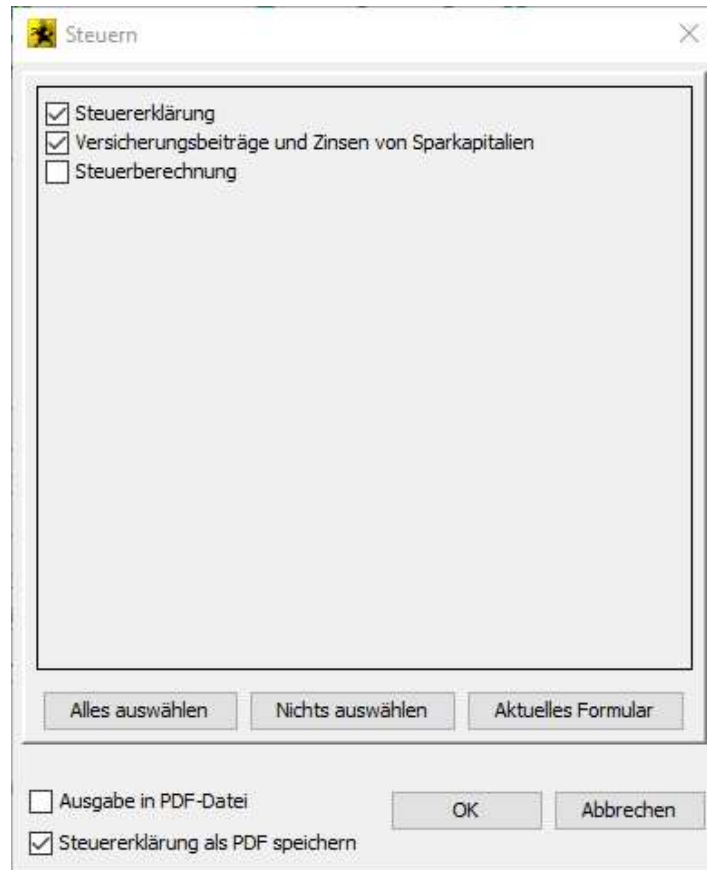 Steuern
Steuererklärung
Versicherungsbeiträge und Zinsen von Sparkapitalien
Steuerberechnung
Alles auswählen Nichts auswählen Aktuelles Formular
Ausgabe in PDF-Datei OK Abbrechen
Steuererklärung als PDF speichern